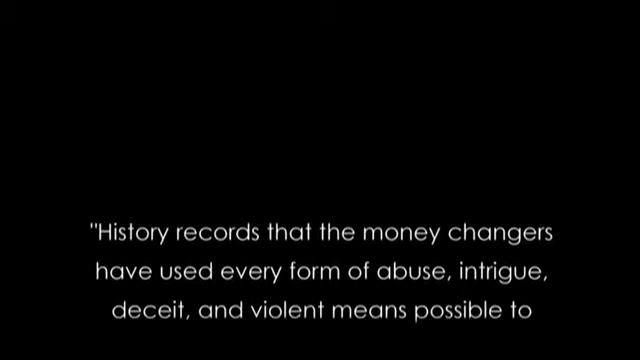 "History records that the money changers
have used every form of abuse, intrigue,
deceit, and violent means possible to